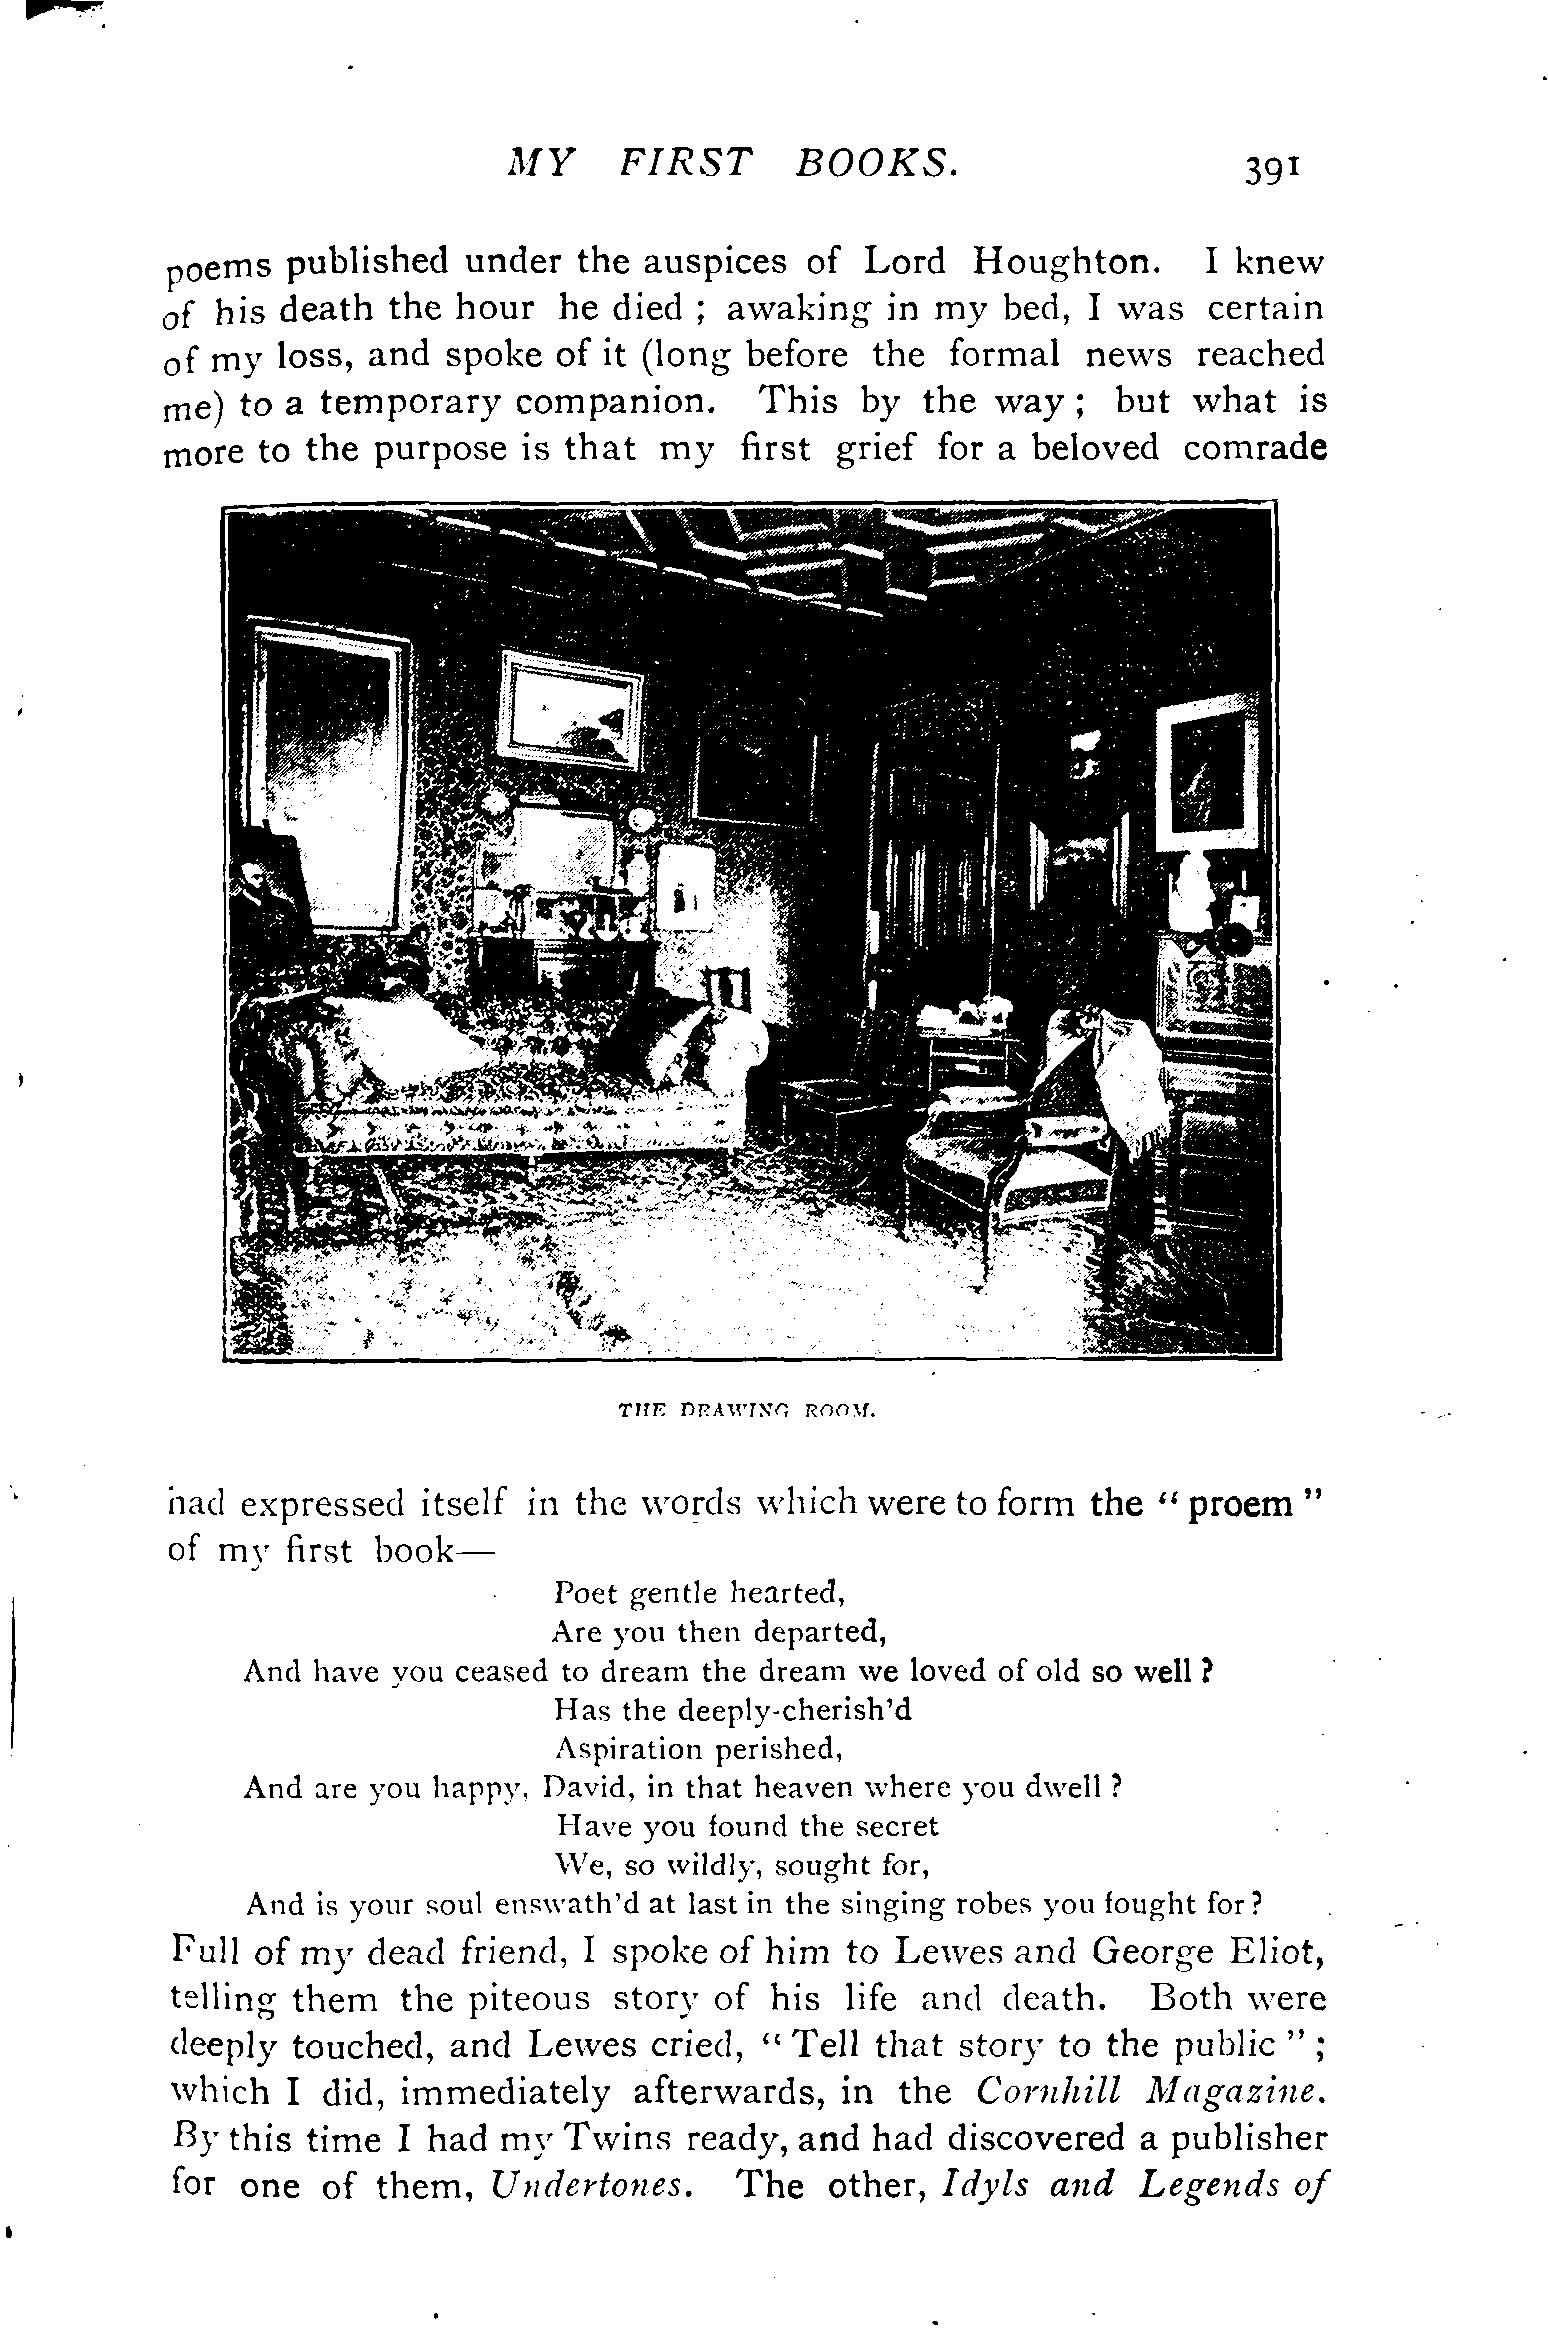 MY FIRST BOOKS. 391
poems published under the auspices of Lord Houghton. I knew
of his death the hour he died ; awaking in my bed, I was certain
of my loss, and spoke of it (long before the formal news reached
me) to a temporary companion. This by the way ; but what is
more to the purpose is that my first grief for a beloved comrade
THE DRAWING ROOM.
had expressed itself in the words which were to form the “ proem ”
of my first book—
Poet gentle hearted,
Are you then departed,
And have you ceased to dream the dream we loved of old so well ?
Has the deeply-cherish’d
Aspiration perished,
And are you happy, David, in that heaven where you dwell ?
Have you found the secret
We, so wildly, sought for,
And is your soul enswath’d at last in the singing robes you fought for ?
Full of my dead friend, I spoke of him to Lewes and George Eliot,
telling them the piteous story of his life and death. Both were
deeply touched, and Lewes cried, “ Tell that story to the public ” ;
which I did, immediately afterwards, in the Cornhill Magazine.
By this time I had my Twins ready, and had discovered a publisher
for one of them, Undertones. The other, Idyls and Legends of